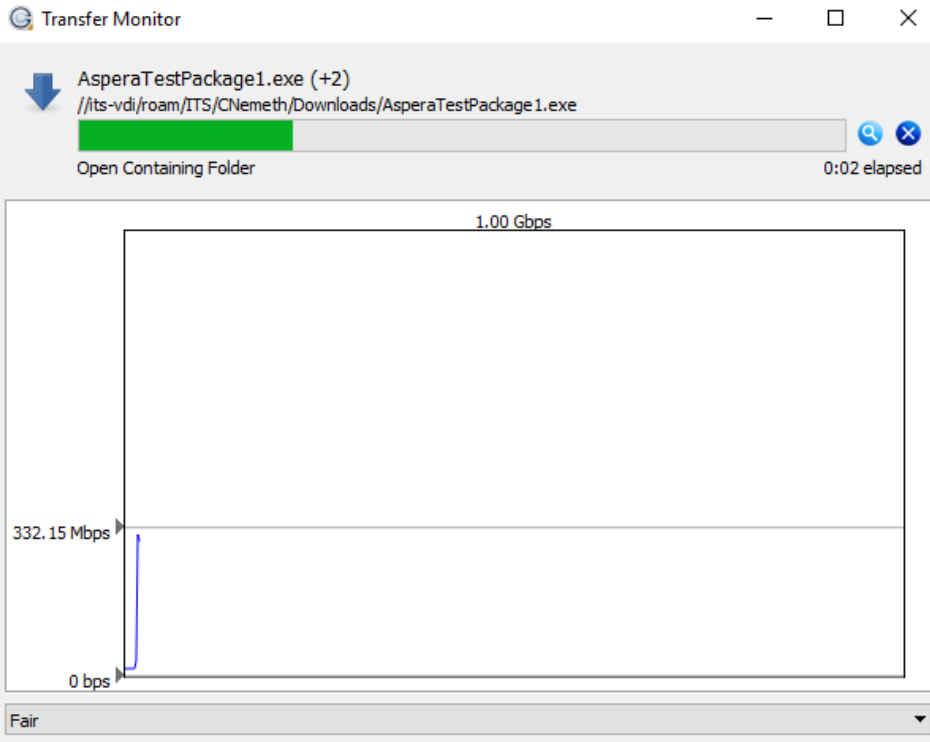 Transfer Monitor
AsperaTestPackage1.exe (+2)
//its-vdi/roam/ITS/CNemeth/Downloads/AsperaTestPackage1.exe
Open Containing Folder
0:02 elapsed
1.00 Gbps
332.15 Mbps
0 bps
Fair